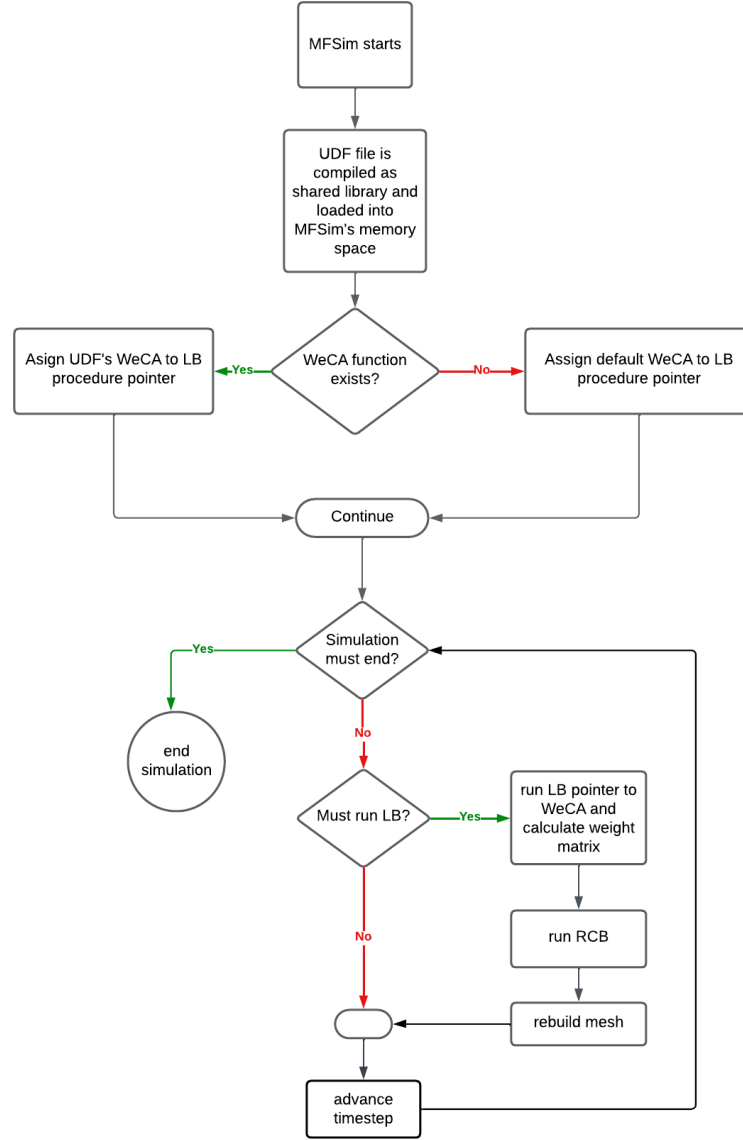 MFSim starts
UDF file is
compiled as
shared library and
loaded into
MFSim's memory
space
WeCA function
exists?
Yes
No
Asign UDF's WeCA to LB
procedure pointer
Assign default WeCA to LB
procedure pointer
Continue
Simulation
must end?
Yes
No
end
simulation
Must run LB?
Yes
No
run LB pointer to
WeCA and
calculate weight
matrix
run RCB
rebuild mesh
advance
timestep